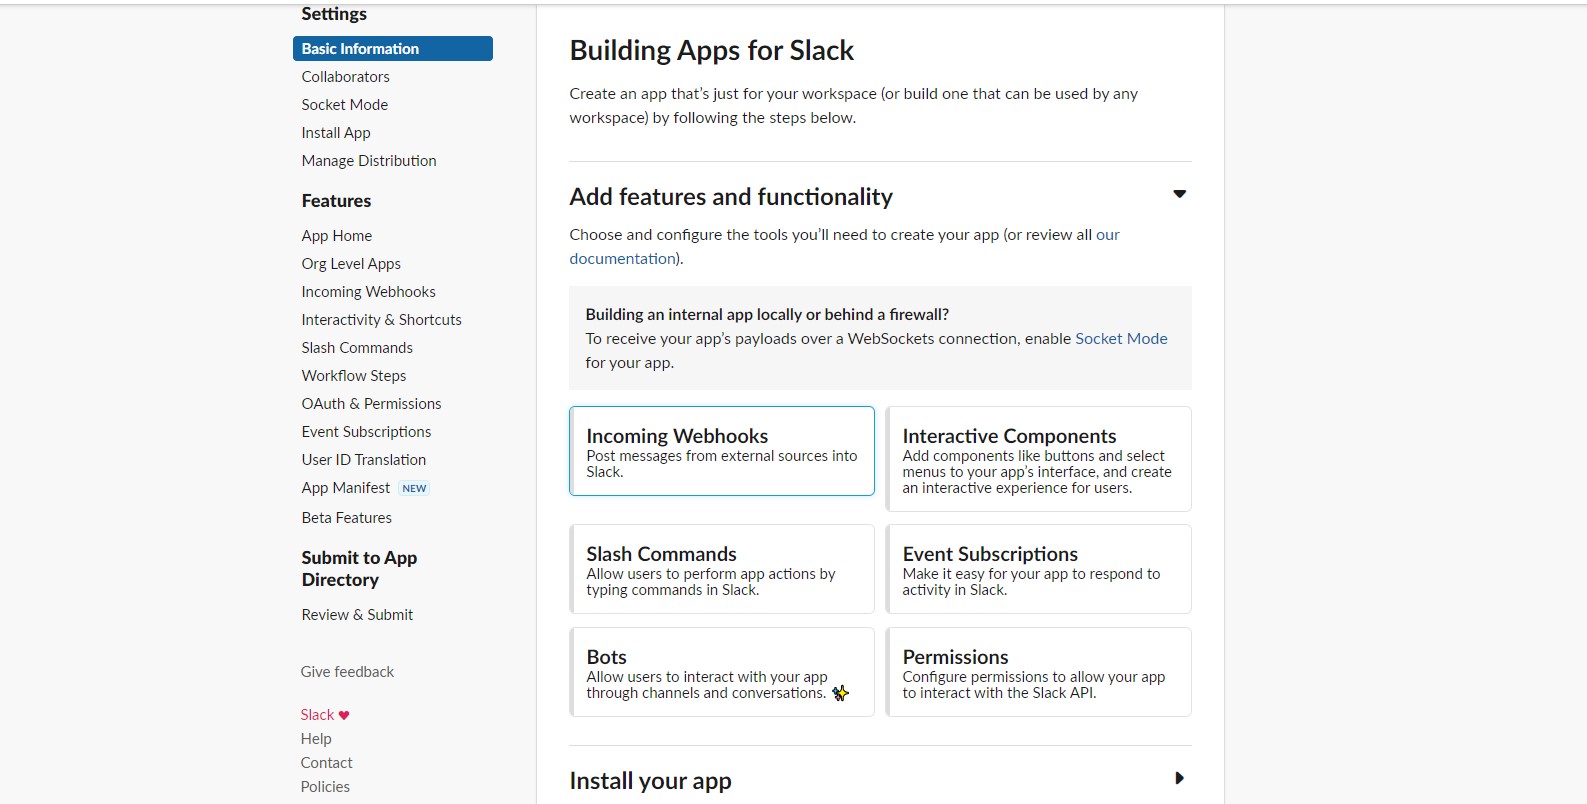 Settings
Basic Information
Collaborators
Socket Mode
Install App
Manage Distribution
Features
App Home
Org Level Apps
Incoming Webhooks
Interactivity & Shortcuts
Slash Commands
Workflow Steps
OAuth & Permissions
Event Subscriptions
User ID Translation
App Manifest NEW
Beta Features
Submit to App
Directory
Review & Submit
Give feedback
Slack ♥
Help
Contact
Policies
Building Apps for Slack
Create an app that’s just for your workspace (or build one that can be used by any
workspace) by following the steps below.
Add features and functionality
Choose and configure the tools you’ll need to create your app (or review all our
documentation).
Building an internal app locally or behind a firewall?
To receive your app’s payloads over a WebSockets connection, enable Socket Mode
for your app.
Incoming Webhooks
Post messages from external sources into
Slack.
Interactive Components
Add components like buttons and select
menus to your app’s interface, and create
an interactive experience for users.
Slash Commands
Allow users to perform app actions by
typing commands in Slack.
Event Subscriptions
Make it easy for your app to respond to
activity in Slack.
Bots
Allow users to interact with your app
through channels and conversations. ✨
Permissions
Configure permissions to allow your app
to interact with the Slack API.
Install your app